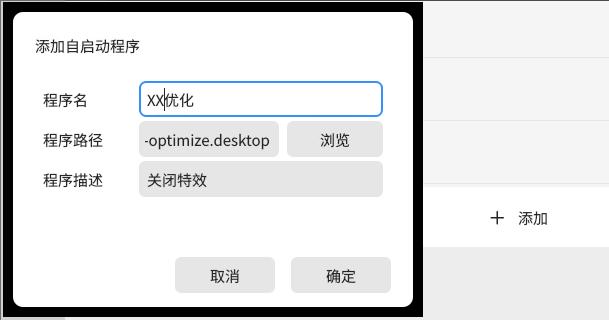 添加自启动程序
程序名 XX优化
程序路径 -optimize.desktop 浏览
程序描述 关闭特效
添加
取消 确定